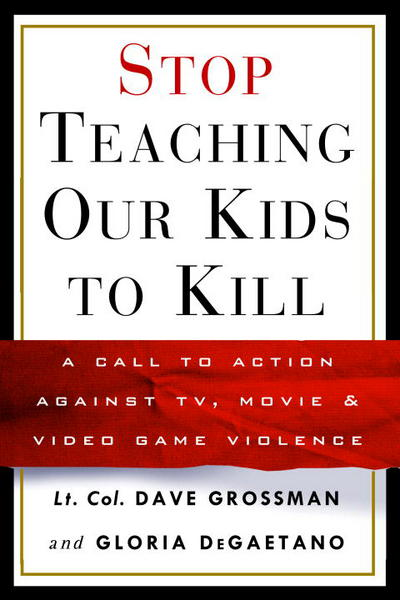 STOP
TEACHING
OUR KIDS
TO KILL
A CALL TO ACTION
AGAINST TV, MOVIE &
VIDEO GAME VIOLENCE
Lt. Col. DAVE GROSSMAN
and GLORIA DEGAETANO